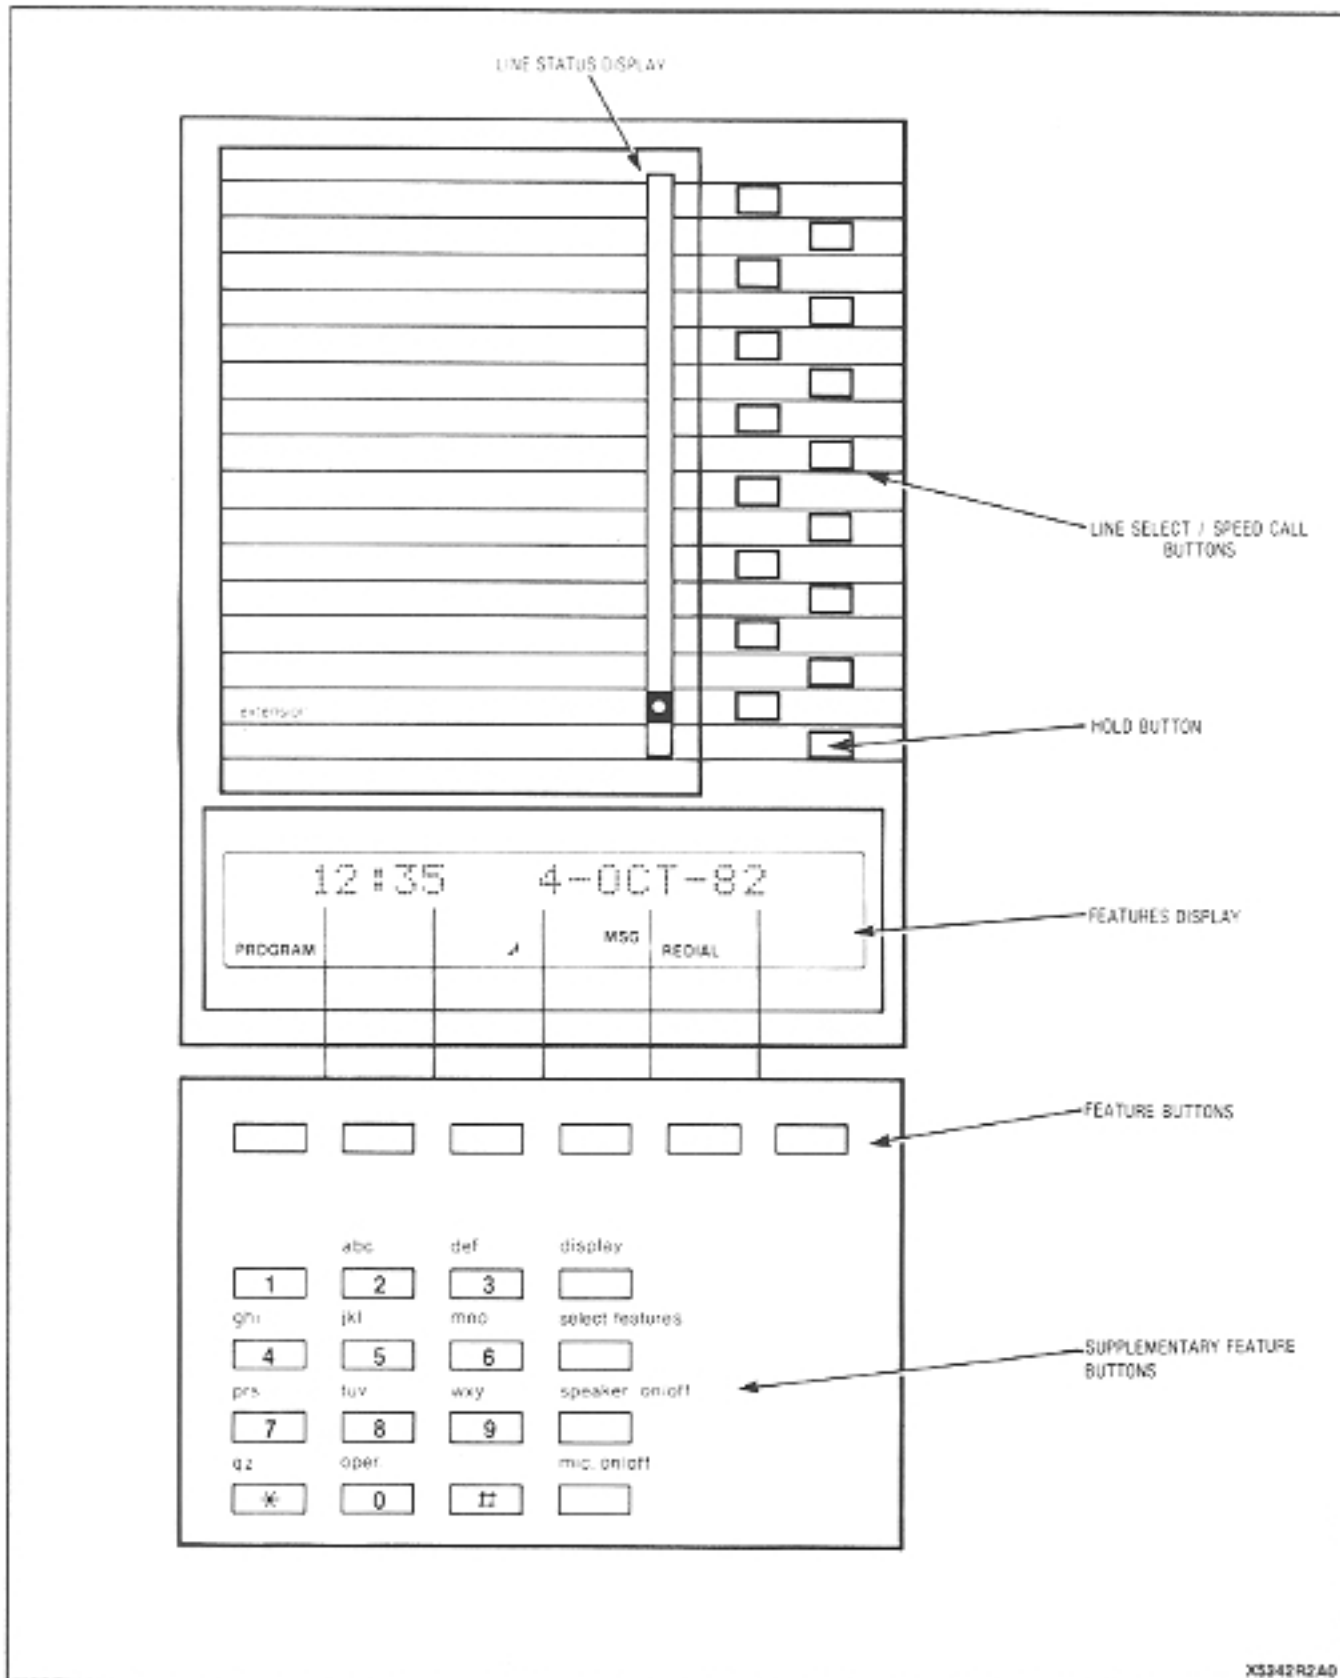 LINE STATUS DISPLAY
LINE SELECT / SPEED CALL
BUTTONS
extension
HOLD BUTTON
12:35 4-OCT-82
FEATURES DISPLAY
PROGRAM MSG REDIAL
FEATURE BUTTONS
abc def display
1 2 3
ghi jkl mno select features
4 5 6
SUPPLEMENTARY FEATURE
BUTTONS
prs tuv wxy speaker on/off
7 8 9
qz oper. mic. on/off
* 0 #
X5342R2A0